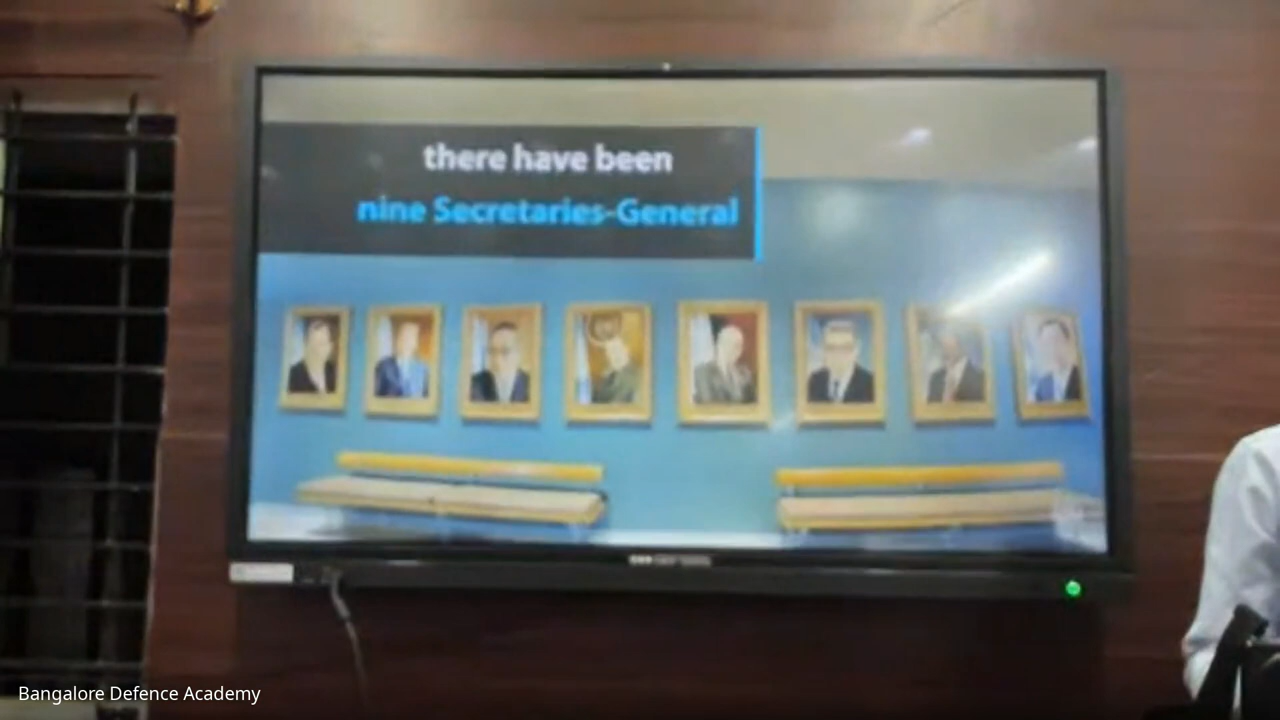 there have been
nine Secretaries-General
Bangalore Defence Academy